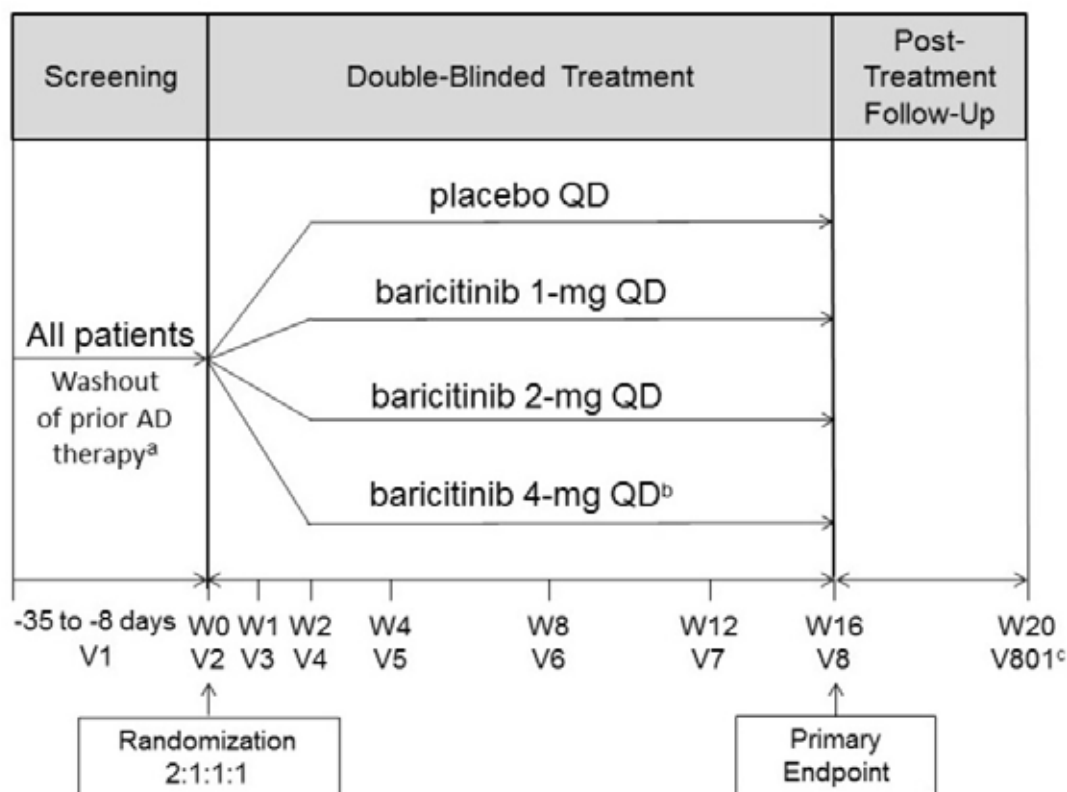 Screening
Double-Blinded Treatment
Post-
Treatment
Follow-Up
placebo QD
baricitinib 1-mg QD
All patients
Washout
of prior AD
therapyᵃ
baricitinib 2-mg QD
baricitinib 4-mg QDᵇ
-35 to -8 days W0 W1 W2 W4 W8 W12 W16 W20
V1 V2 V3 V4 V5 V6 V7 V8 V801ᶜ
Randomization
2:1:1:1
Primary
Endpoint